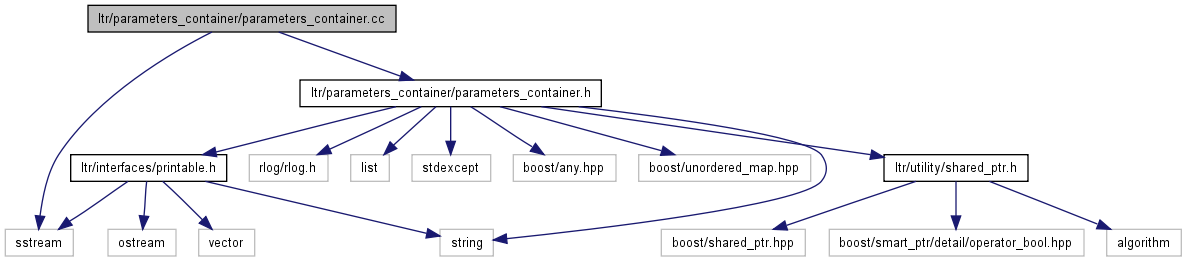 ltr/parameters_container/parameters_container.cc
ltr/parameters_container/parameters_container.h
ltr/interfaces/printable.h
rlog/rlog.h
list
stdexcept
boost/any.hpp
boost/unordered_map.hpp
ltr/utility/shared_ptr.h
sstream
ostream
vector
string
boost/shared_ptr.hpp
boost/smart_ptr/detail/operator_bool.hpp
algorithm